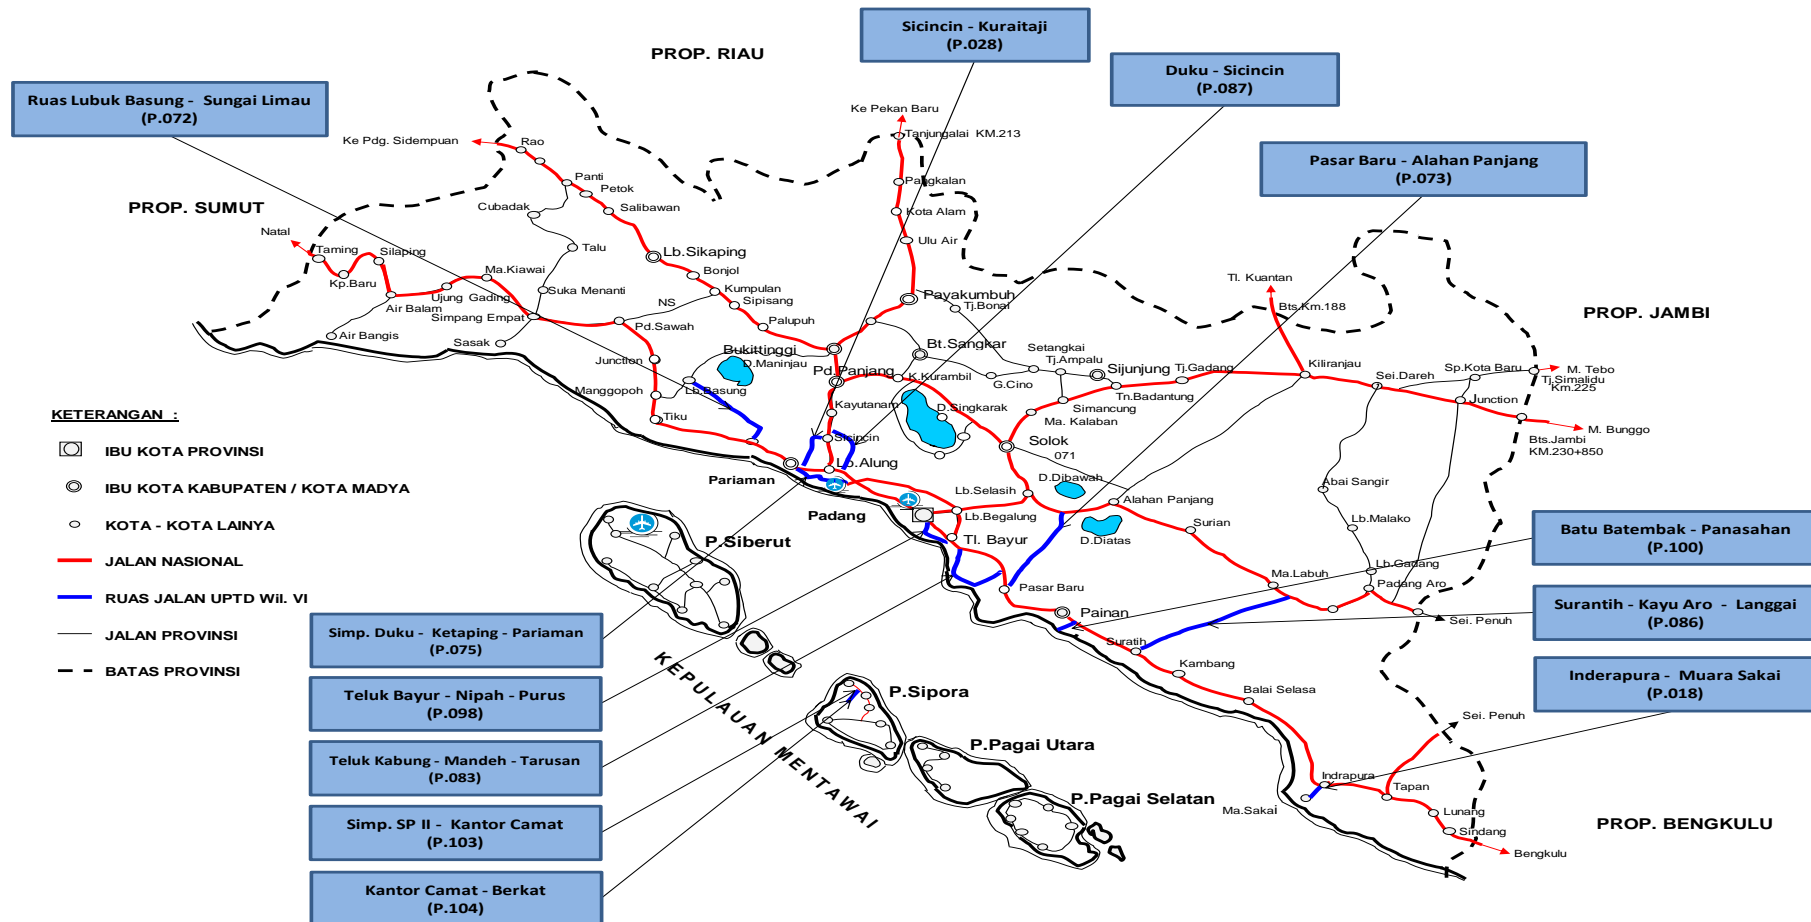 Sicincin - Kuraitaji
(P.028)
PROP. RIAU
Duku - Sicincin
(P.087)
Ruas Lubuk Basung - Sungai Limau
(P.072)
Ke Pekan Baru
Tanjungalai KM.213
Ke Pdg. Sidempuan
Rao
Pasar Baru - Alahan Panjang
(P.073)
Panti
Pangkalan
Petok
PROP. SUMUT
Cubadak
Salibawan
Kota Alam
Natal
Ulu Air
Taming
Silaping
Talu
Lb.Sikaping
Ma.Kiawai
Bonjol
Tl. Kuantan
Kp.Baru
Ujung Gading
Suka Menanti
Kumpulan
Payakumbuh
NS
Sipisang
Tj.Bonai
Bts.Km.188
Air Balam
Simpang Empat
PROP. JAMBI
Pd.Sawah
Palupuh
Air Bangis
Sasak
Bukittinggi
Bt.Sangkar
Setangkai
Junction
D.Maninjau
Tj.Ampalu
Pd.Panjang
K.Kurambil
G.Cino
Sijunjung
Tj.Gadang
Kiliranjau
Sei.Dareh
Sp.Kota Baru
M. Tebo
Tj.Simalidu
Km.225
Manggopoh
Lb.Basung
Tn.Badantung
Junction
Kayutanam
D.Singkarak
Simancung
Tiku
Ma. Kalaban
M. Bunggo
KETERANGAN :
Sisincin
Solok
071
Bts.Jambi
KM.230+850
IBU KOTA PROVINSI
Lb.Alung
Pariaman
D.Dibawah
Abai Sangir
IBU KOTA KABUPATEN / KOTA MADYA
Lb.Selasih
Alahan Panjang
Padang
Lb.Begalung
Surian
Lb.Malako
KOTA - KOTA LAINYA
Batu Batembak - Panasahan
(P.100)
P.Siberut
Tl. Bayur
D.Diatas
JALAN NASIONAL
Lb.Gadang
Ma.Labuh
Padang Aro
Pasar Baru
RUAS JALAN UPTD Wil. VI
Surantih - Kayu Aro - Langgai
(P.086)
Painan
Sei. Penuh
Simp. Duku - Ketaping - Pariaman
(P.075)
JALAN PROVINSI
Suratih
BATAS PROVINSI
KEPULAUAN MENTAWAI
Kambang
Inderapura - Muara Sakai
(P.018)
Teluk Bayur - Nipah - Purus
(P.098)
P.Sipora
Balai Selasa
Sei. Penuh
P.Pagai Utara
Teluk Kabung - Mandeh - Tarusan
(P.083)
Indrapura
Tapan
P.Pagai Selatan
Ma.Sakai
Lunang
Simp. SP II - Kantor Camat
(P.103)
PROP. BENGKULU
Sindang
Bengkulu
Kantor Camat - Berkat
(P.104)